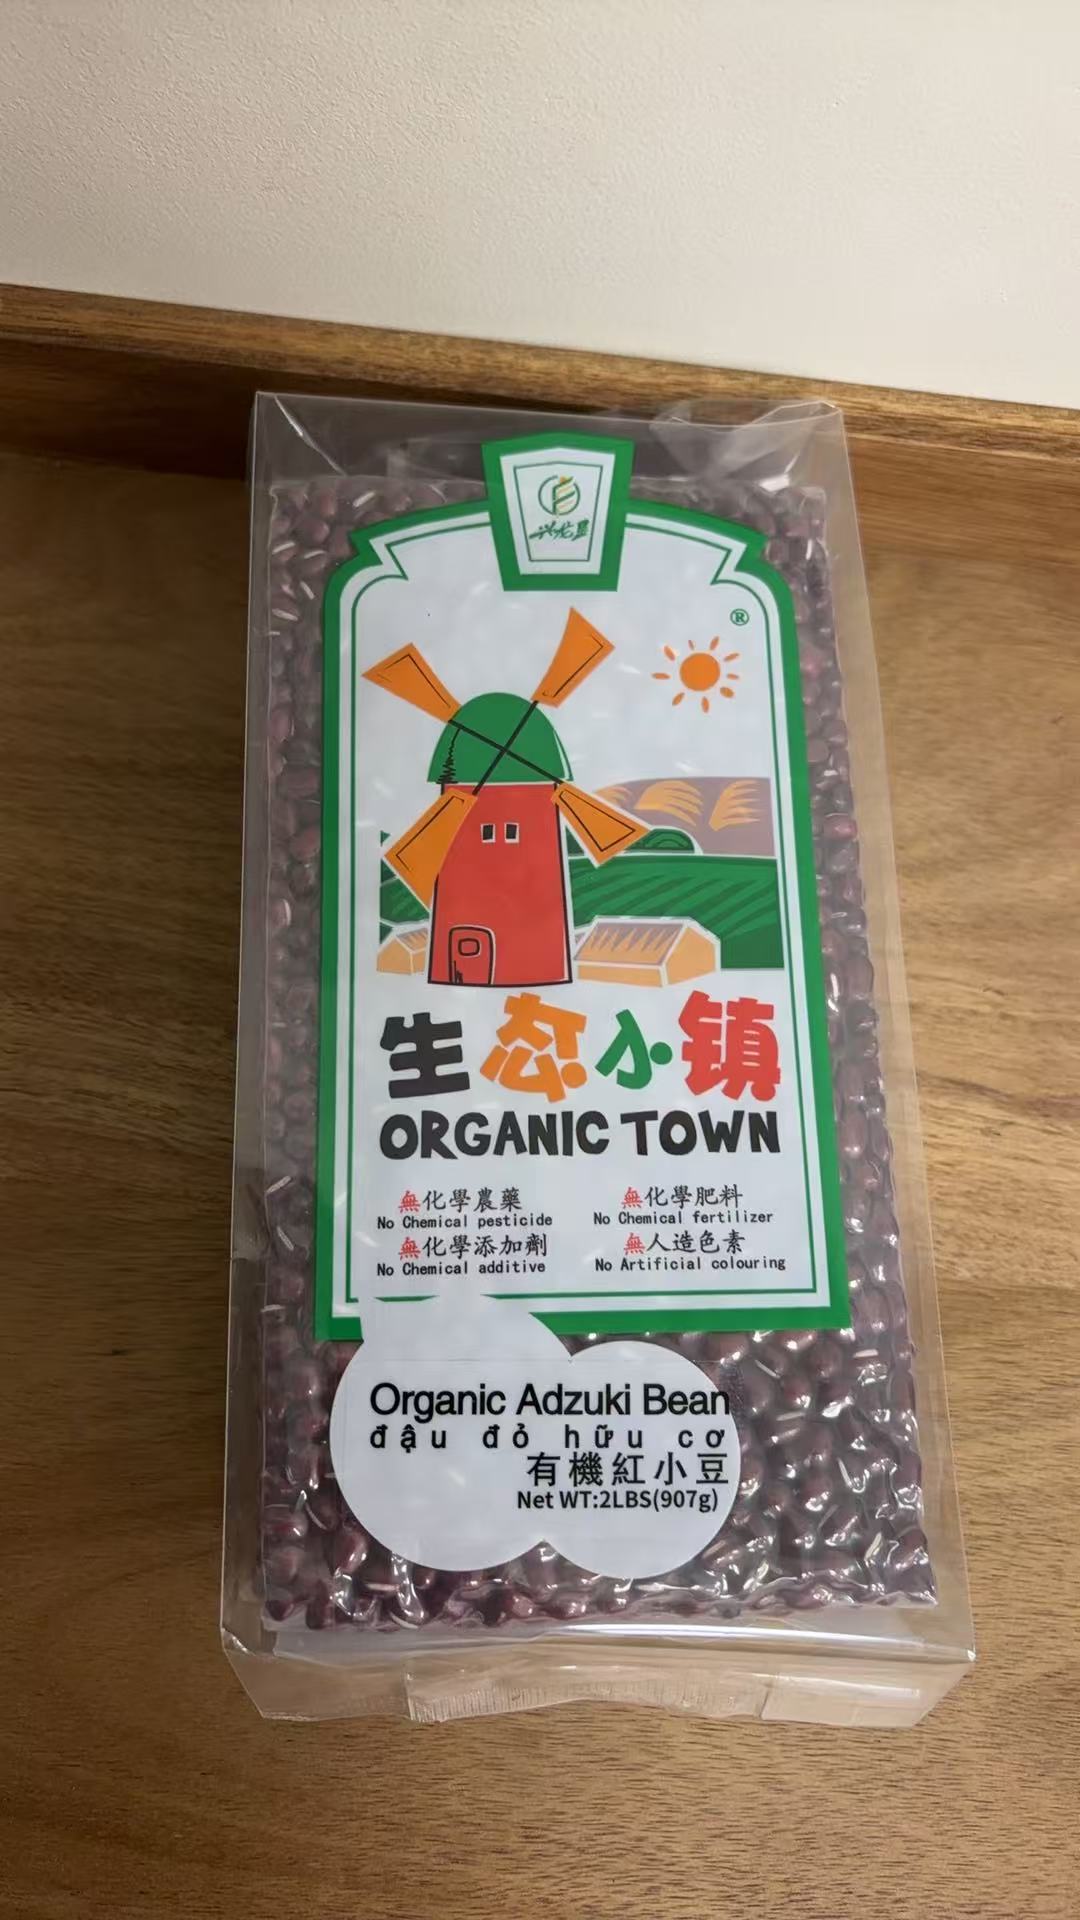 ®
生态小镇
ORGANIC TOWN
無化學農藥 無化學肥料
No Chemical pesticide No Chemical fertilizer
無化學添加劑 無人造色素
No Chemical additive No Artificial colouring
Organic Adzuki Bean
đậu đỏ hữu cơ
有機紅小豆
Net WT:2LBS(907g)